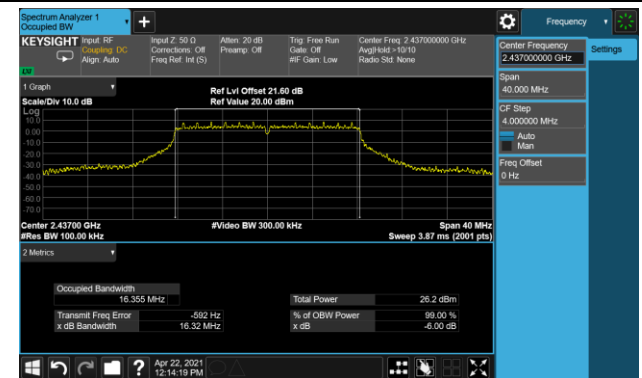 Spectrum Analyzer 1
Occupied BW
Frequency
KEYSIGHT
Input: RF
Coupling: DC
Align: Auto
Input Z: 50 Ω
Corrections: Off
Freq Ref: Int (S)
Atten: 20 dB
Preamp: Off
Trig: Free Run
Gate: Off
#IF Gain: Low
Center Freq: 2.437000000 GHz
Avg|Hold:>10/10
Radio Std: None
Center Frequency
2.437000000 GHz
Settings
Span
40.000 MHz
CF Step
4.000000 MHz
Auto
Man
Freq Offset
0 Hz
1 Graph
Scale/Div 10.0 dB
Ref Lvl Offset 21.60 dB
Ref Value 20.00 dBm
Log
10.0
0.00
-10.0
-20.0
-30.0
-40.0
-50.0
-60.0
-70.0
Center 2.43700 GHz
#Video BW 300.00 kHz
Span 40 MHz
#Res BW 100.00 kHz
Sweep 3.87 ms (2001 pts)
2 Metrics
Occupied Bandwidth
16.355 MHz
Total Power 26.2 dBm
Transmit Freq Error -592 Hz
% of OBW Power 99.00 %
x dB Bandwidth 16.32 MHz
x dB -6.00 dB
?
Apr 22, 2021
12:14:19 PM